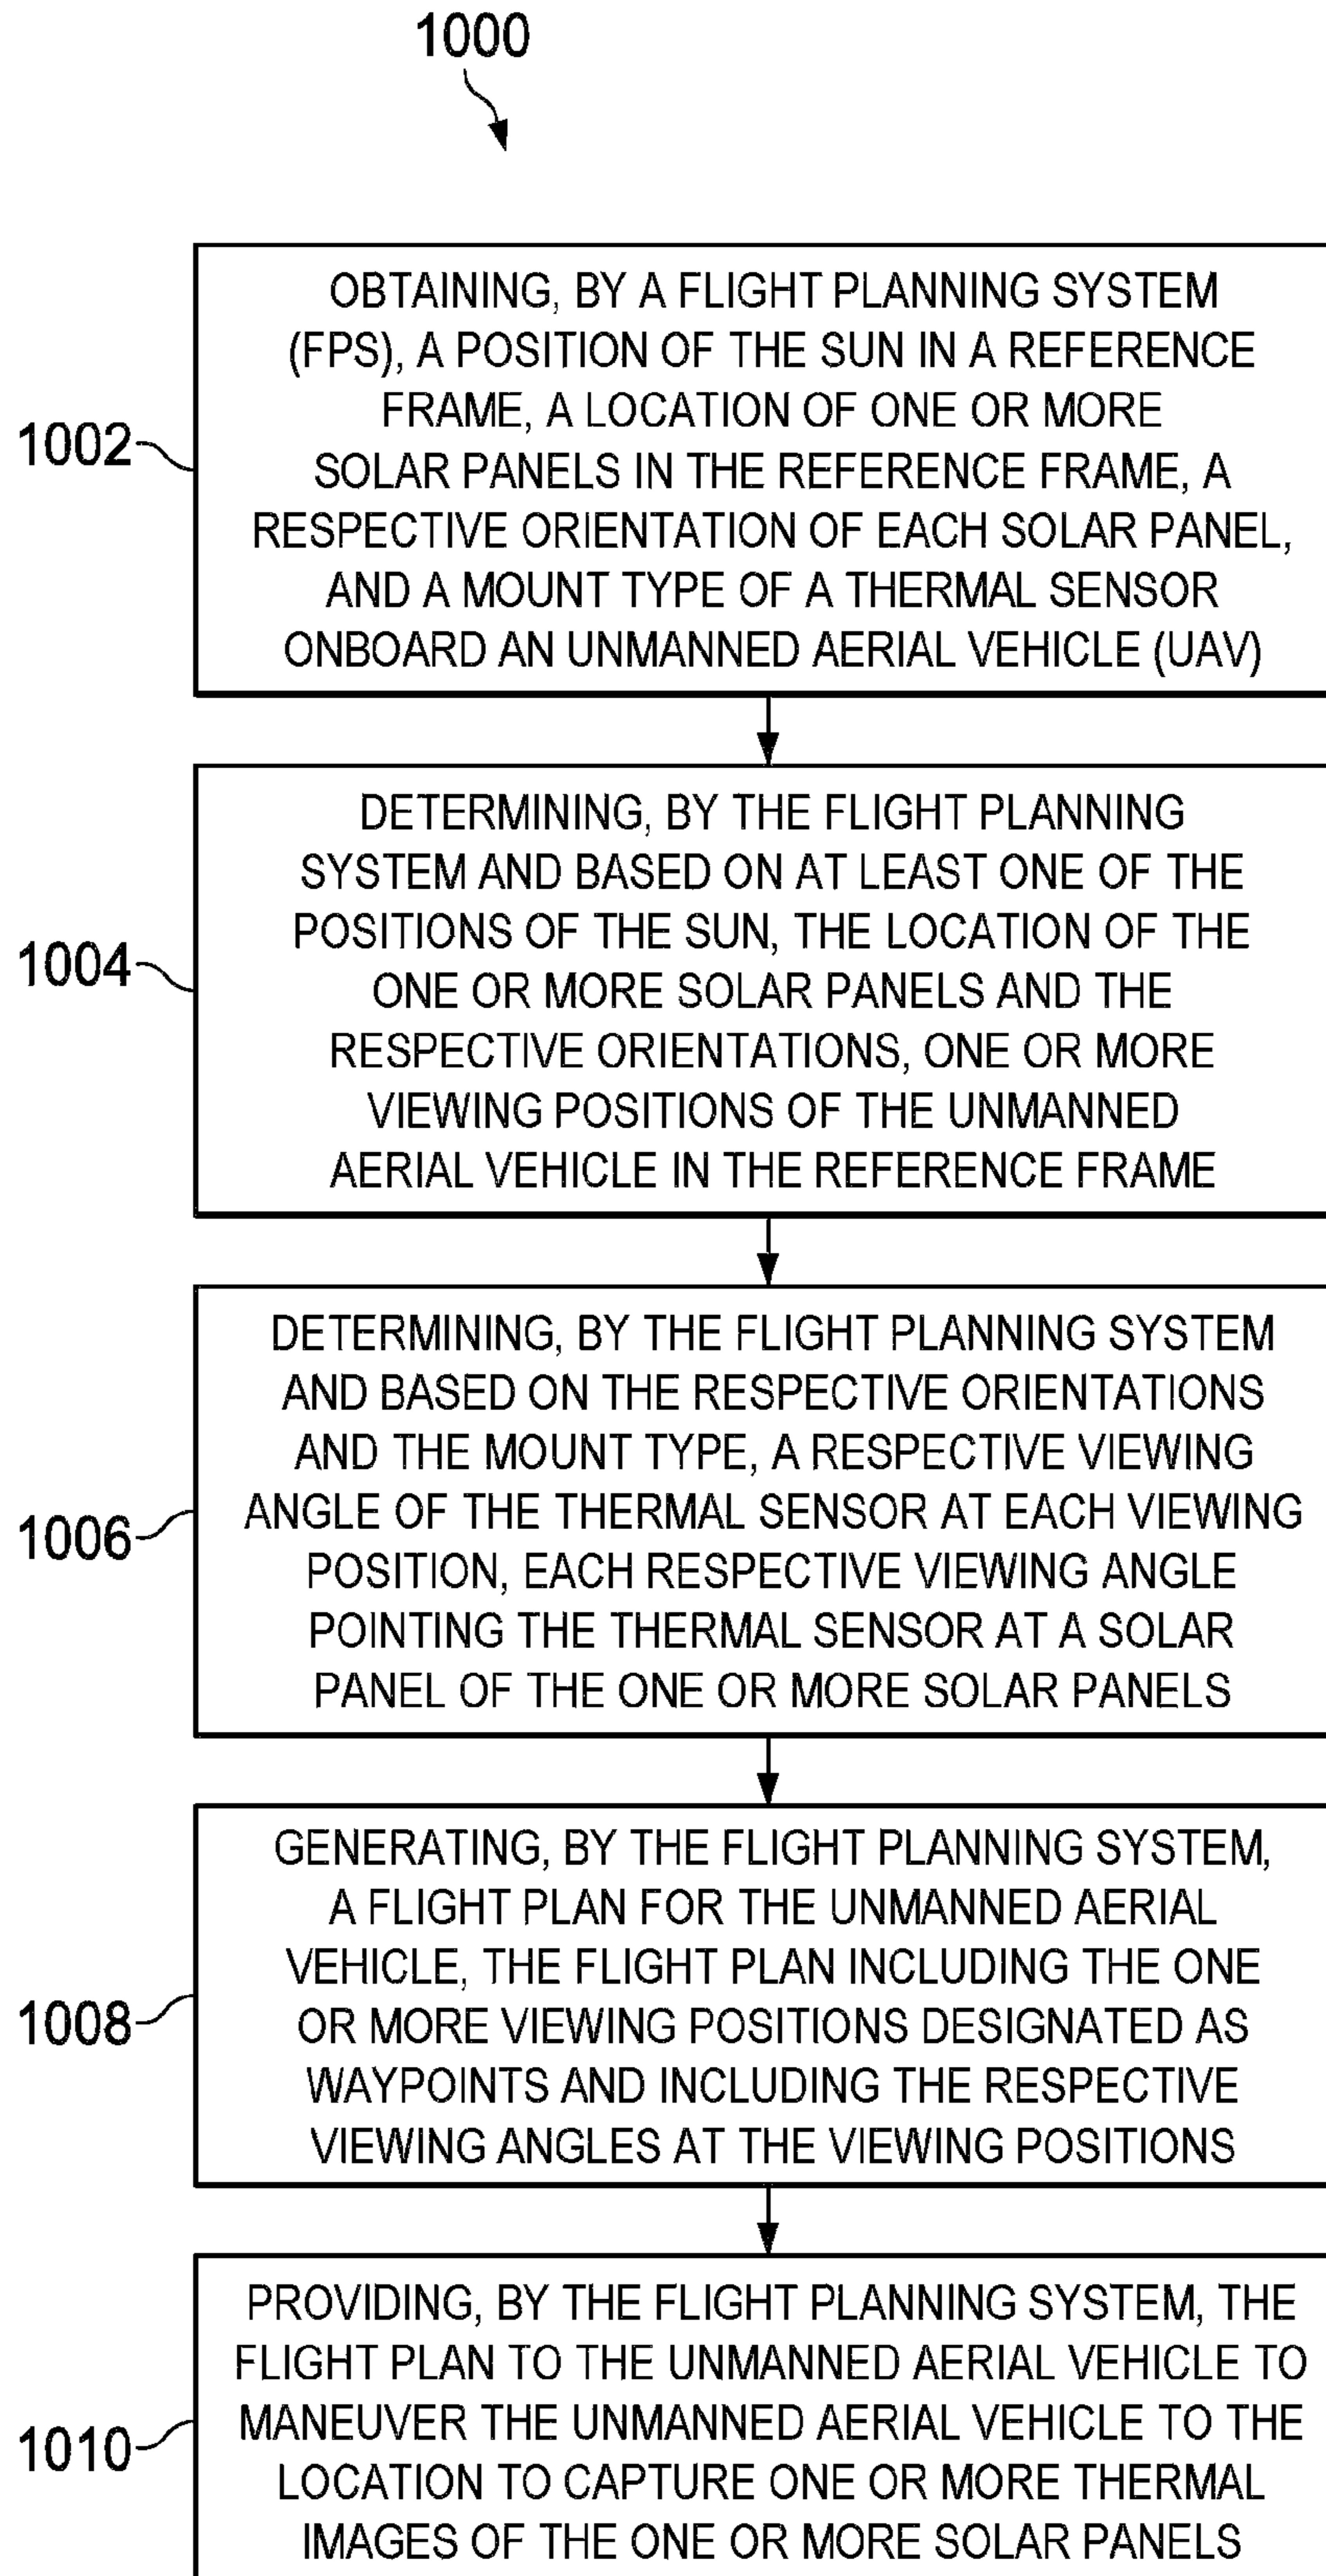 1000
1002
OBTAINING, BY A FLIGHT PLANNING SYSTEM
(FPS), A POSITION OF THE SUN IN A REFERENCE
FRAME, A LOCATION OF ONE OR MORE
SOLAR PANELS IN THE REFERENCE FRAME, A
RESPECTIVE ORIENTATION OF EACH SOLAR PANEL,
AND A MOUNT TYPE OF A THERMAL SENSOR
ONBOARD AN UNMANNED AERIAL VEHICLE (UAV)
1004
DETERMINING, BY THE FLIGHT PLANNING
SYSTEM AND BASED ON AT LEAST ONE OF THE
POSITIONS OF THE SUN, THE LOCATION OF THE
ONE OR MORE SOLAR PANELS AND THE
RESPECTIVE ORIENTATIONS, ONE OR MORE
VIEWING POSITIONS OF THE UNMANNED
AERIAL VEHICLE IN THE REFERENCE FRAME
1006
DETERMINING, BY THE FLIGHT PLANNING SYSTEM
AND BASED ON THE RESPECTIVE ORIENTATIONS
AND THE MOUNT TYPE, A RESPECTIVE VIEWING
ANGLE OF THE THERMAL SENSOR AT EACH VIEWING
POSITION, EACH RESPECTIVE VIEWING ANGLE
POINTING THE THERMAL SENSOR AT A SOLAR
PANEL OF THE ONE OR MORE SOLAR PANELS
1008
GENERATING, BY THE FLIGHT PLANNING SYSTEM,
A FLIGHT PLAN FOR THE UNMANNED AERIAL
VEHICLE, THE FLIGHT PLAN INCLUDING THE ONE
OR MORE VIEWING POSITIONS DESIGNATED AS
WAYPOINTS AND INCLUDING THE RESPECTIVE
VIEWING ANGLES AT THE VIEWING POSITIONS
1010
PROVIDING, BY THE FLIGHT PLANNING SYSTEM, THE
FLIGHT PLAN TO THE UNMANNED AERIAL VEHICLE TO
MANEUVER THE UNMANNED AERIAL VEHICLE TO THE
LOCATION TO CAPTURE ONE OR MORE THERMAL
IMAGES OF THE ONE OR MORE SOLAR PANELS